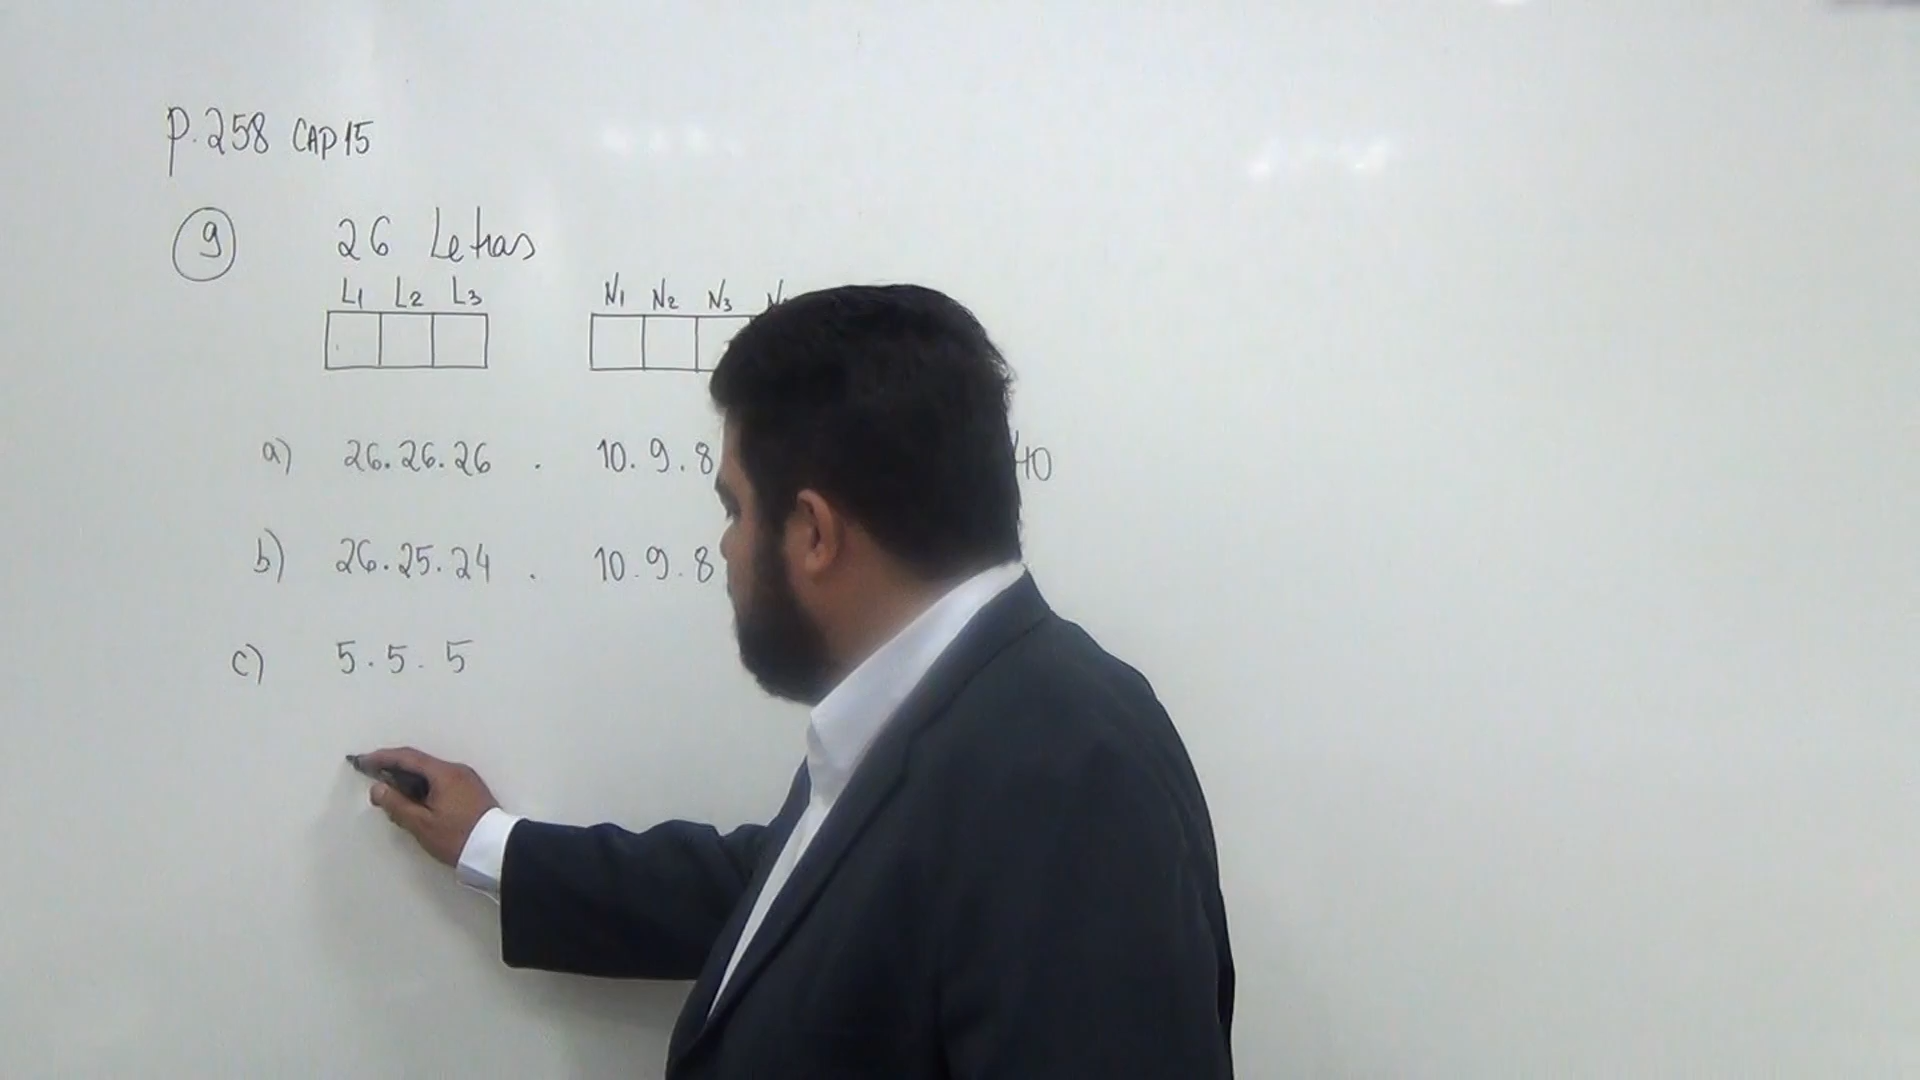 P. 258 CAP 15
9 26 Letras
L1 L2 L3 N1 N2 N3
a) 26.26.26 . 10.9.8
b) 26.25.24 . 10.9.8
c) 5.5.5